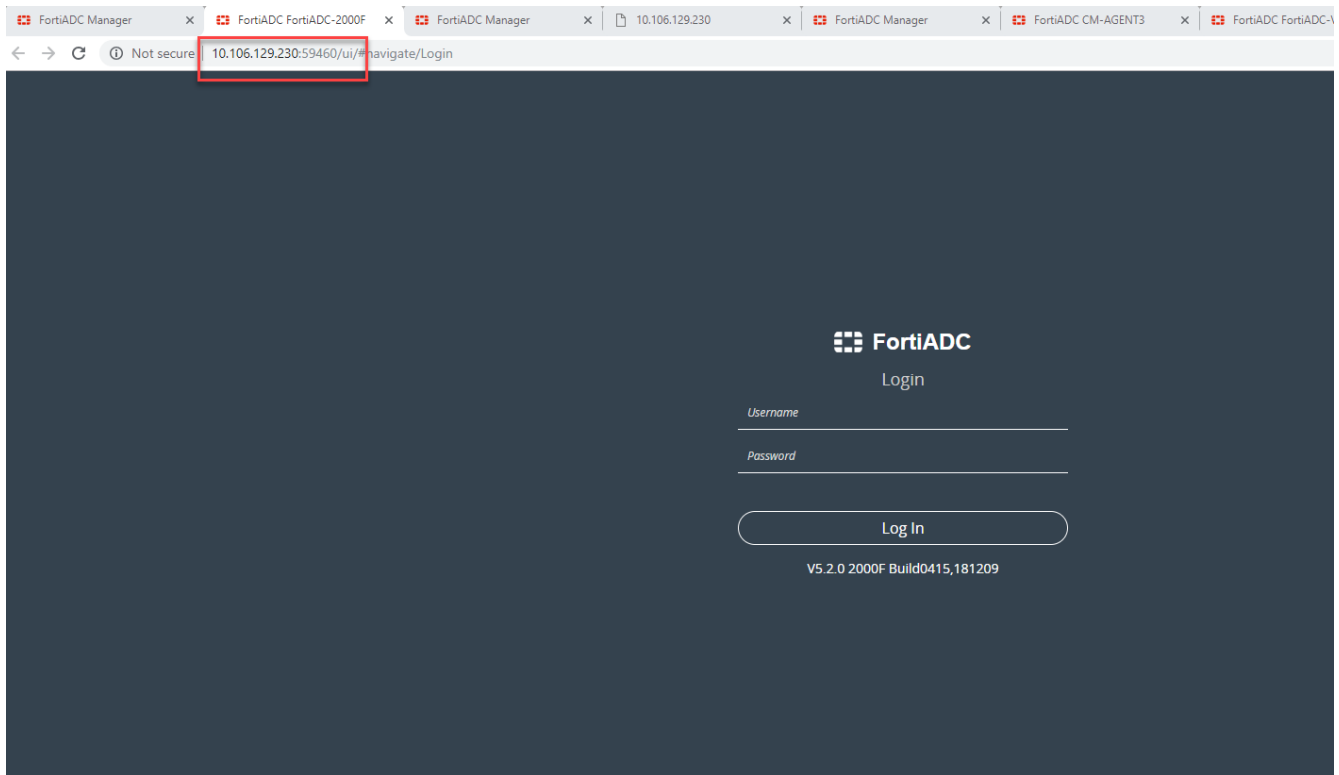 FortiADC Manager
FortiADC FortiADC-2000F
FortiADC Manager
10.106.129.230
FortiADC Manager
FortiADC CM-AGENT3
FortiADC FortiADC-V
Not secure
10.106.129.230:59460/ui/#navigate/Login
FortiADC
Login
Username
Password
Log In
V5.2.0 2000F Build0415,181209